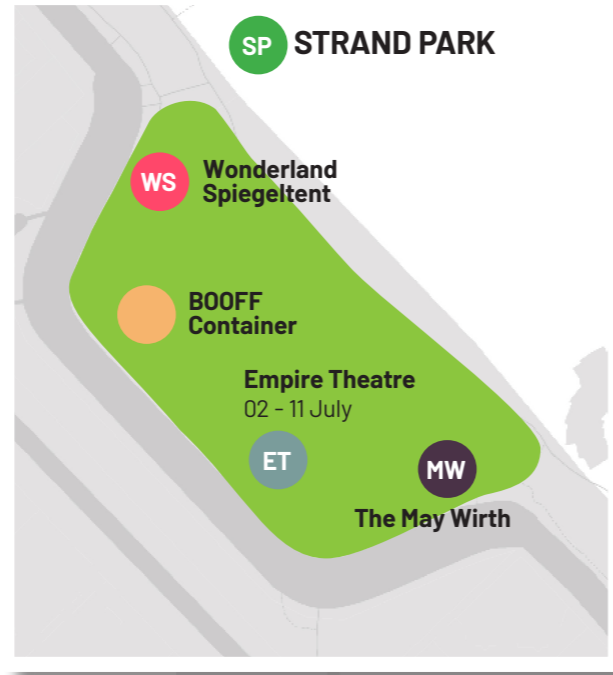 SP STRAND PARK
WS
Wonderland
Spiegeltent
BOOFF
Container
Empire Theatre
02 - 11 July
ET
MW
The May Wirth